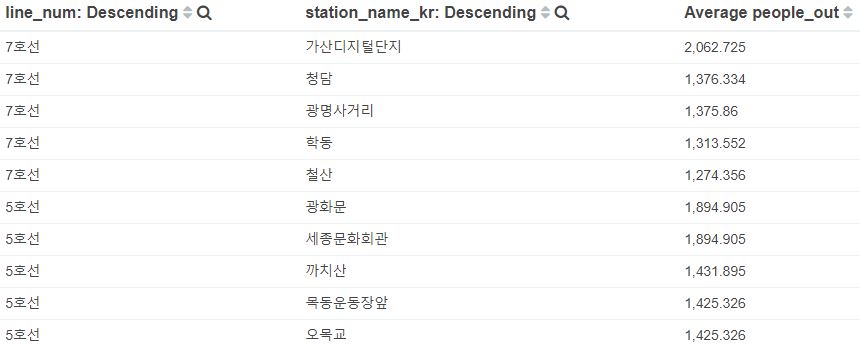 line_num: Descending station_name_kr: Descending Average people_out
7호선 가산디지털단지 2,062.725
7호선 청담 1,376.334
7호선 광명사거리 1,375.86
7호선 학동 1,313.552
7호선 철산 1,274.356
5호선 광화문 1,894.905
5호선 세종문화회관 1,894.905
5호선 까치산 1,431.895
5호선 목동운동장앞 1,425.326
5호선 오목교 1,425.326